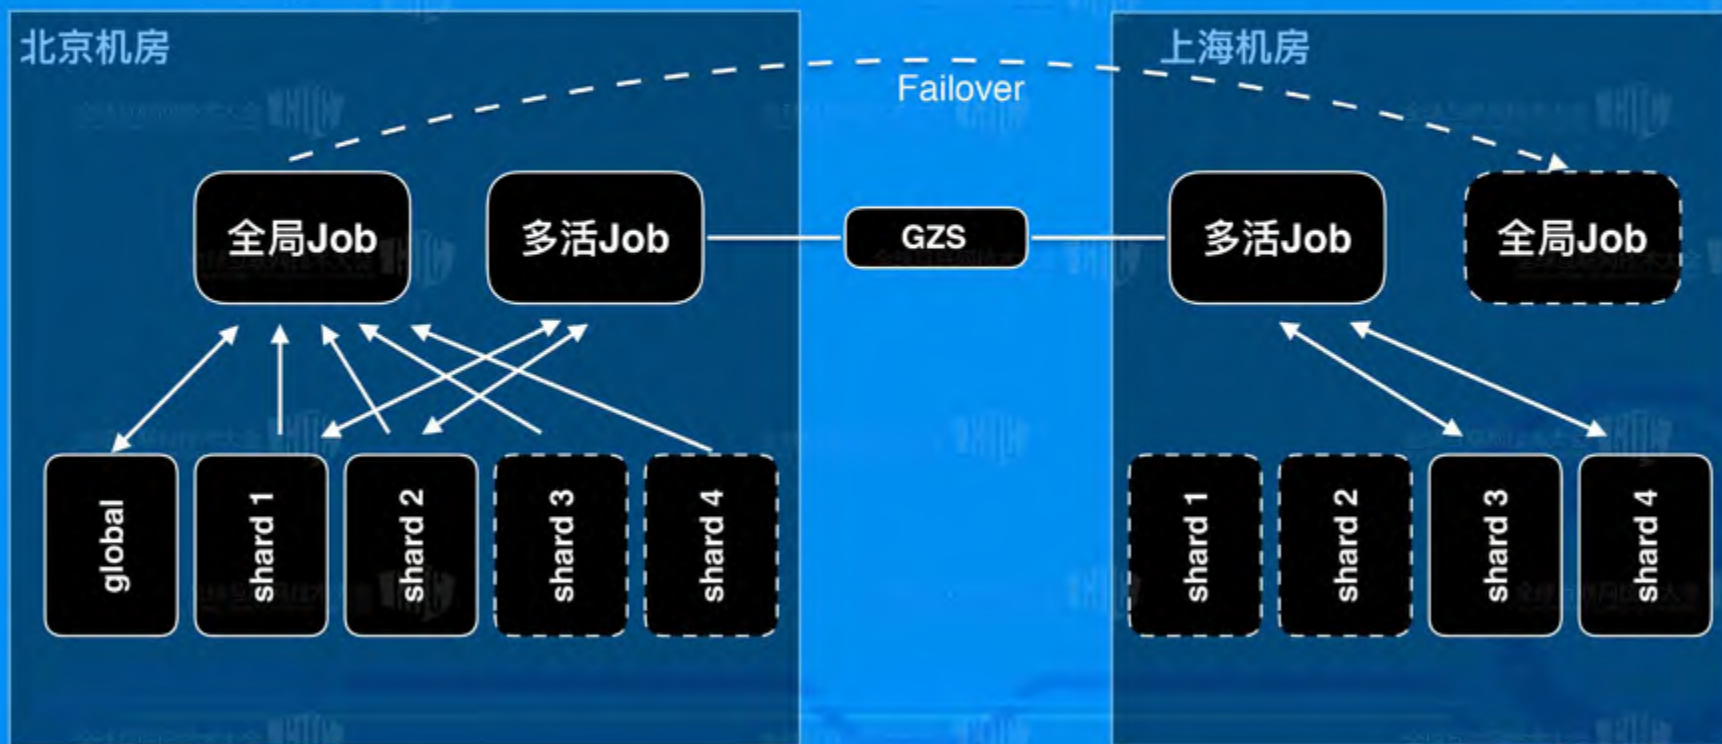 北京机房
上海机房
Failover
全局Job
多活Job
GZS
多活Job
全局Job
global
shard 1
shard 2
shard 3
shard 4
shard 1
shard 2
shard 3
shard 4